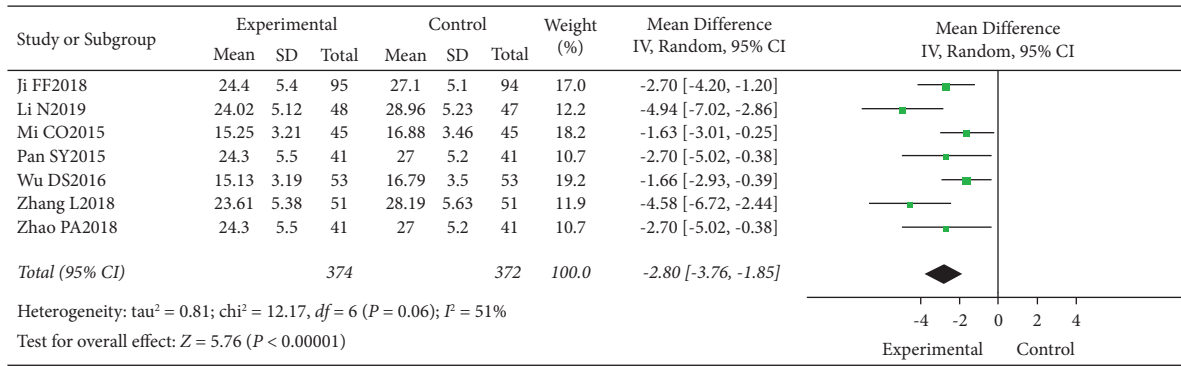 Study or Subgroup Experimental Control Weight (%) Mean Difference IV, Random, 95% CI Mean Difference IV, Random, 95% CI
Mean SD Total Mean SD Total
Ji FF2018 24.4 5.4 95 27.1 5.1 94 17.0 -2.70 [-4.20, -1.20]
Li N2019 24.02 5.12 48 28.96 5.23 47 12.2 -4.94 [-7.02, -2.86]
Mi CO2015 15.25 3.21 45 16.88 3.46 45 18.2 -1.63 [-3.01, -0.25]
Pan SY2015 24.3 5.5 41 27 5.2 41 10.7 -2.70 [-5.02, -0.38]
Wu DS2016 15.13 3.19 53 16.79 3.5 53 19.2 -1.66 [-2.93, -0.39]
Zhang L2018 23.61 5.38 51 28.19 5.63 51 11.9 -4.58 [-6.72, -2.44]
Zhao PA2018 24.3 5.5 41 27 5.2 41 10.7 -2.70 [-5.02, -0.38]
Total (95% CI) 374 372 100.0 -2.80 [-3.76, -1.85]
Heterogeneity: tau² = 0.81; chi² = 12.17, df = 6 (P = 0.06); I² = 51%
Test for overall effect: Z = 5.76 (P < 0.00001)
-4 -2 0 2 4
Experimental Control